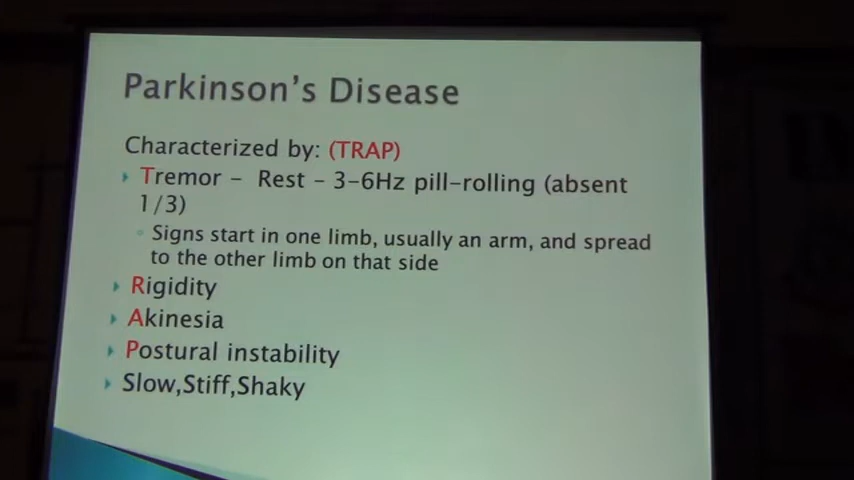 Parkinson's Disease
Characterized by: (TRAP)
Tremor - Rest - 3-6Hz pill-rolling (absent
1/3)
Signs start in one limb, usually an arm, and spread
to the other limb on that side
Rigidity
Akinesia
Postural instability
Slow,Stiff,Shaky